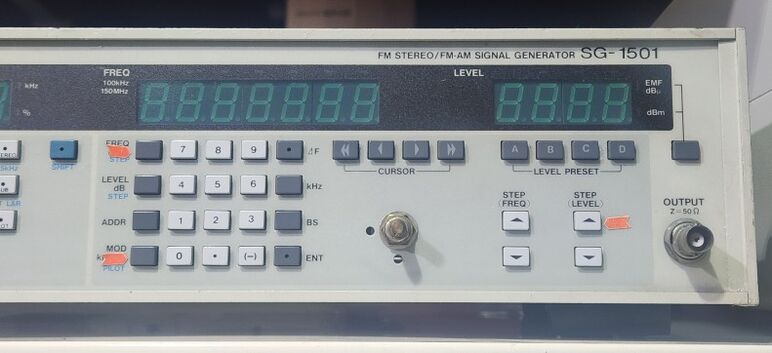 FM STEREO/FM-AM SIGNAL GENERATOR SG-1501
FREQ
100kHz
150MHz
LEVEL
kHz
%
EMF
dBμ
dBm
FREQ
STEP
7 8 9
ΔF
CURSOR
A B C D
LEVEL PRESET
SHIFT
LEVEL
dB
STEP
4 5 6
kHz
STEP
(FREQ)
STEP
(LEVEL)
OUTPUT
Z=50Ω
ADDR
1 2 3
BS
MOD
PILOT
0 • (−)
ENT